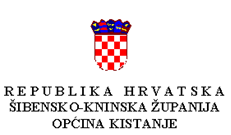 REPUBLIKA HRVATSKA
ŠIBENSKO-KNINSKA ŽUPANIJA
OPĆINA KISTANJE